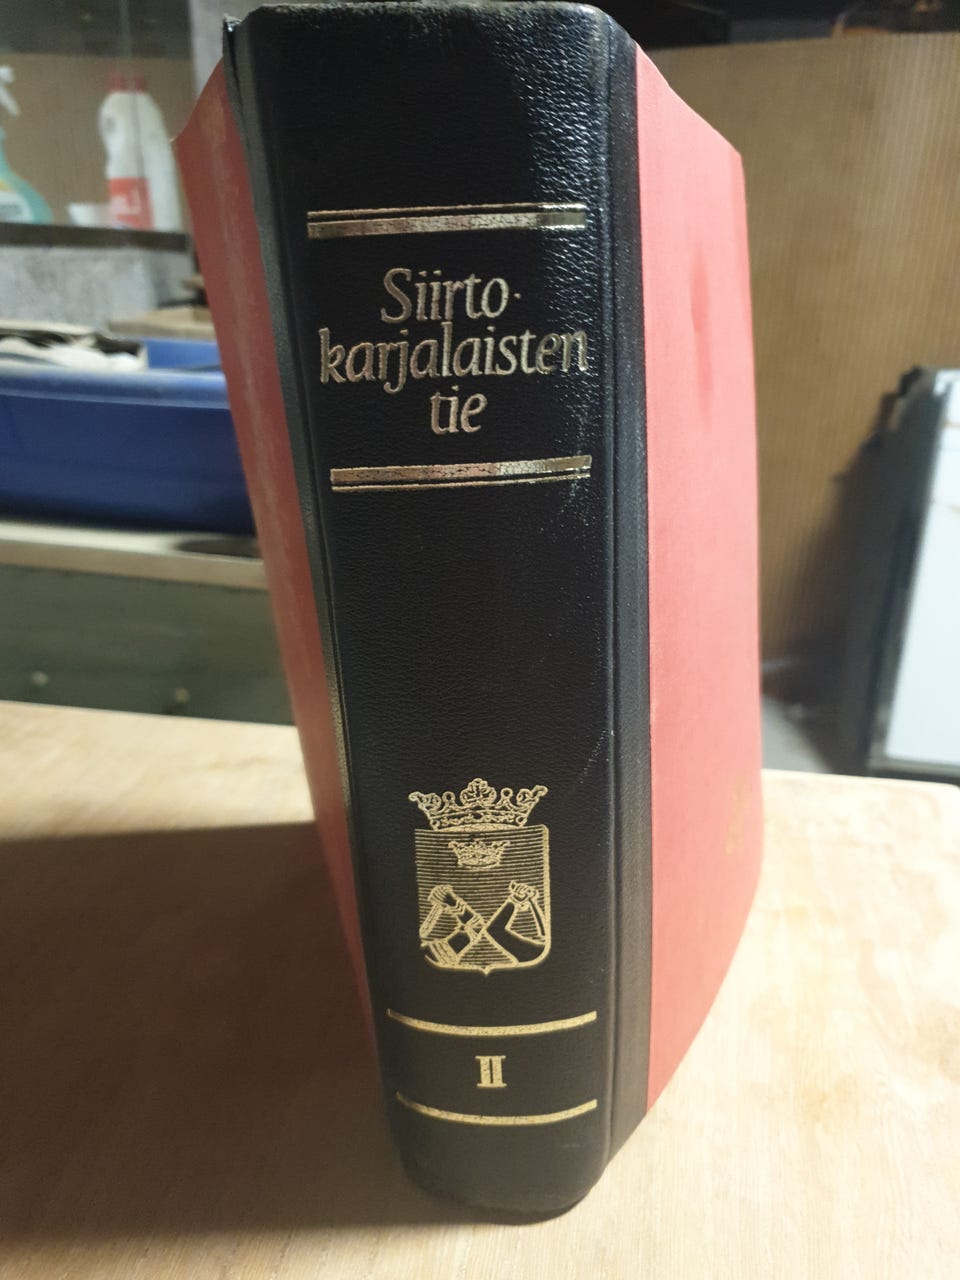 Siirto-
karjalaisten
tie
II